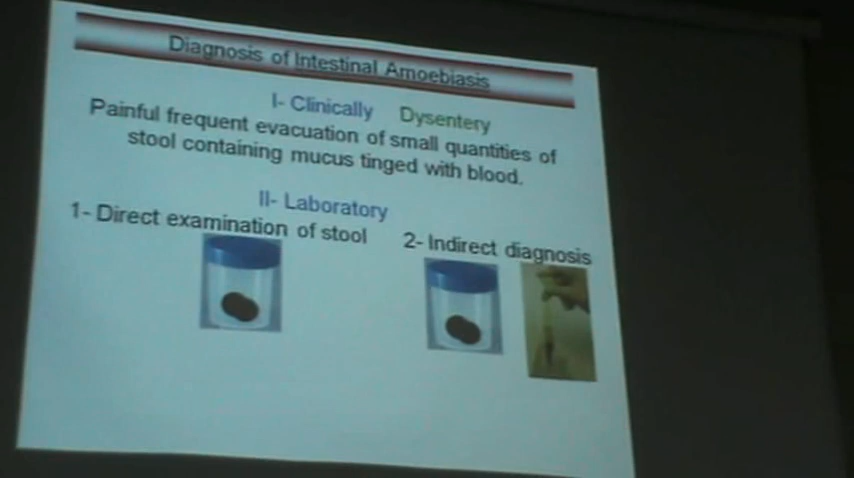 Diagnosis of Intestinal Amoebiasis
I- Clinically Dysentery
Painful frequent evacuation of small quantities of
stool containing mucus tinged with blood.
II- Laboratory
1- Direct examination of stool
2- Indirect diagnosis